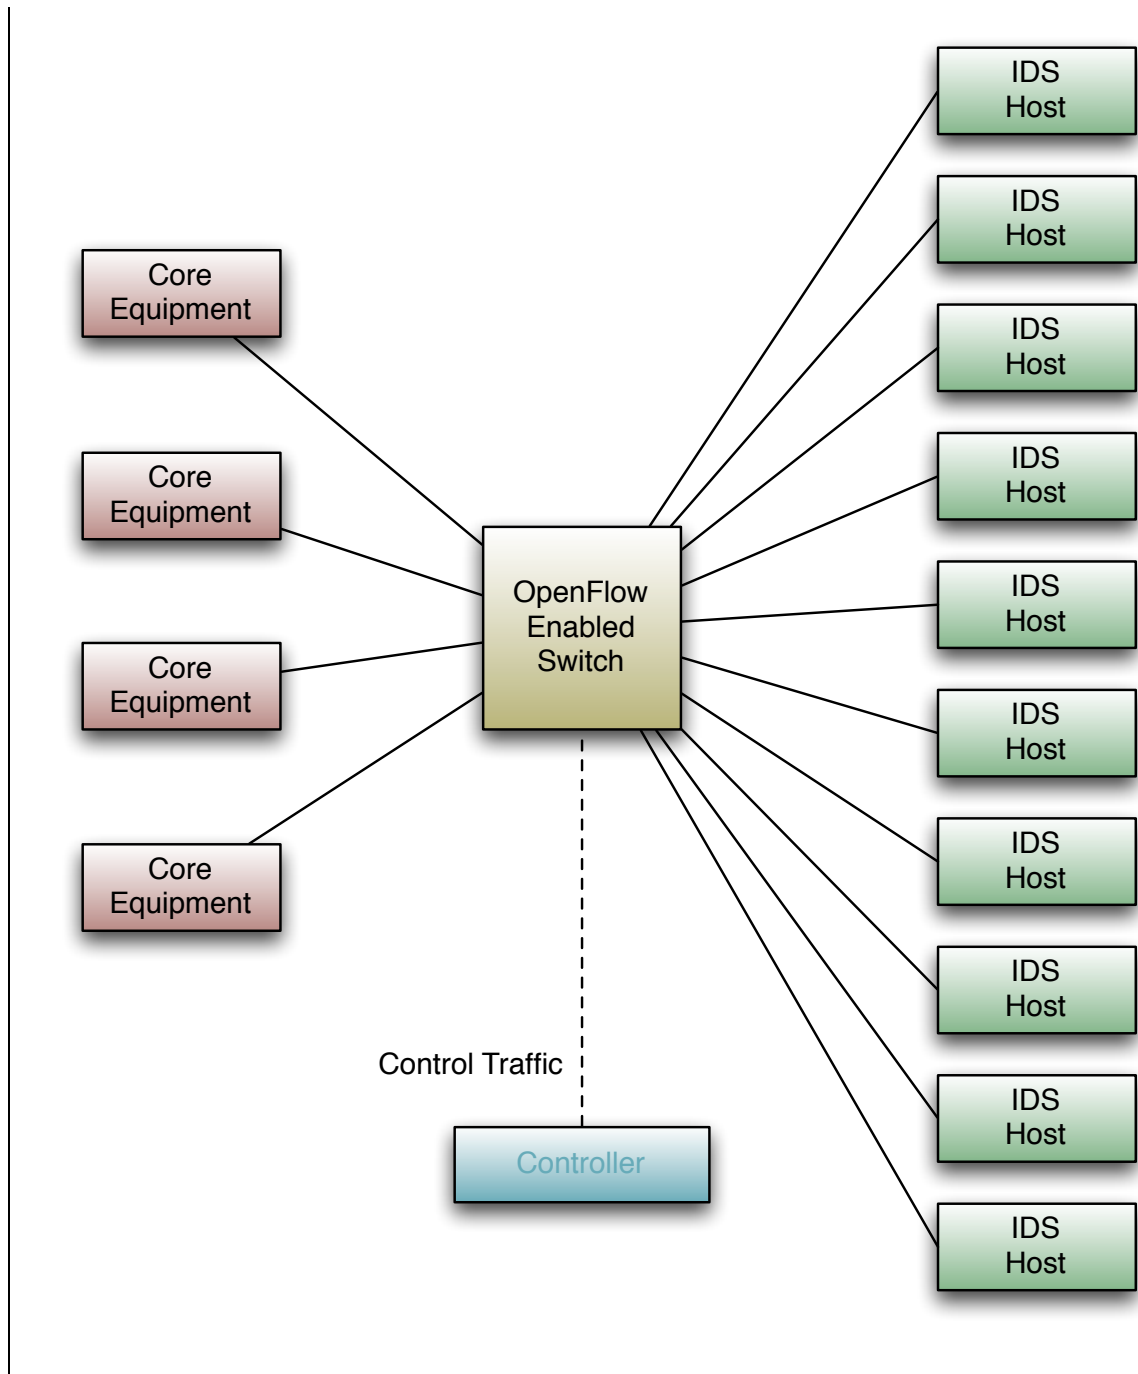 IDS
Host
IDS
Host
Core
Equipment
IDS
Host
Core
Equipment
IDS
Host
OpenFlow
Enabled
Switch
IDS
Host
Core
Equipment
IDS
Host
Core
Equipment
IDS
Host
IDS
Host
Control Traffic
IDS
Host
Controller
IDS
Host